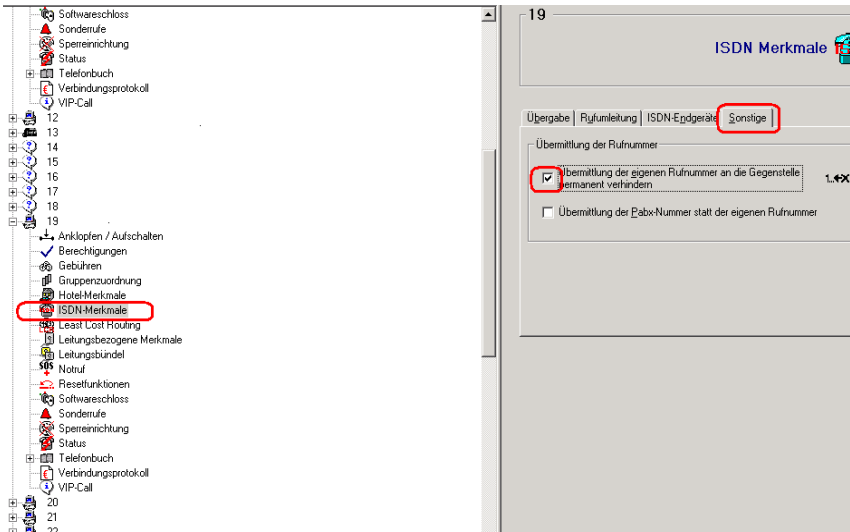 Softwareschloss
Sonderrufe
Sperreinrichtung
Status
Telefonbuch
Verbindungsprotokoll
VIP-Call
12
13
14
15
16
17
18
19
Anklopfen / Aufschalten
Berechtigungen
Gebühren
Gruppenzuordnung
Hotel-Merkmale
ISDN-Merkmale
Least Cost Routing
Leitungsbezogene Merkmale
Leitungsbündel
SOS Notruf
Resetfunktionen
Softwareschloss
Sonderrufe
Sperreinrichtung
Status
Telefonbuch
Verbindungsprotokoll
VIP-Call
20
21
22
19
ISDN Merkmale
Übergabe Rufumleitung ISDN-Endgeräte Sonstige
Übermittlung der Rufnummer
Übermittlung der eigenen Rufnummer an die Gegenstelle
permanent verhindern
Übermittlung der Pabx-Nummer statt der eigenen Rufnummer